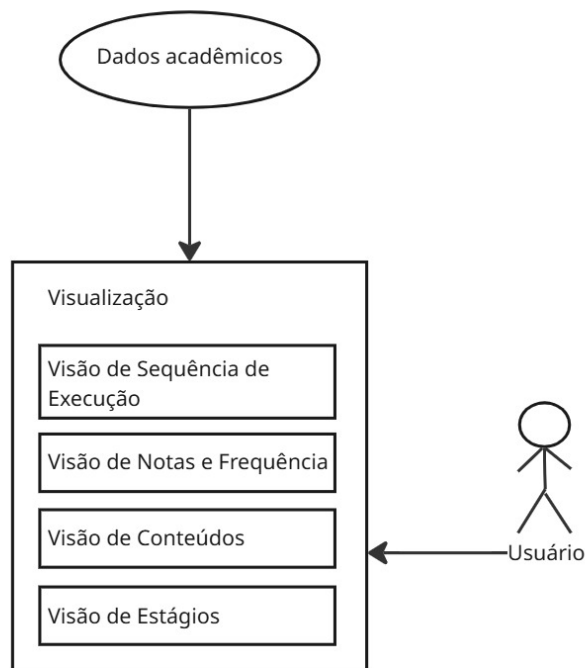 Dados acadêmicos
Visualização
Visão de Sequência de
Execução
Visão de Notas e Frequência
Visão de Conteúdos
Visão de Estágios
Usuário